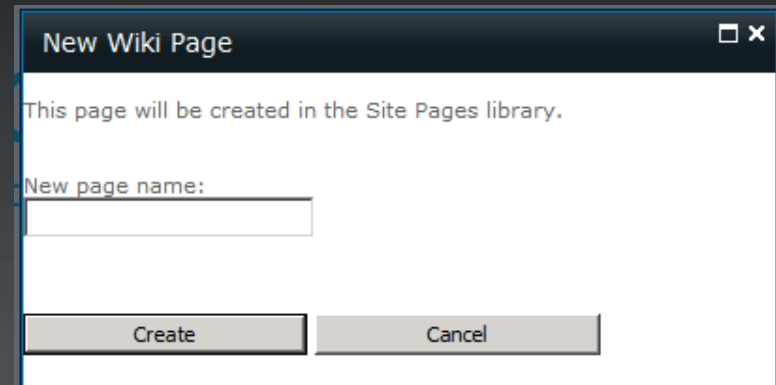 New Wiki Page
This page will be created in the Site Pages library.
New page name:
Create Cancel